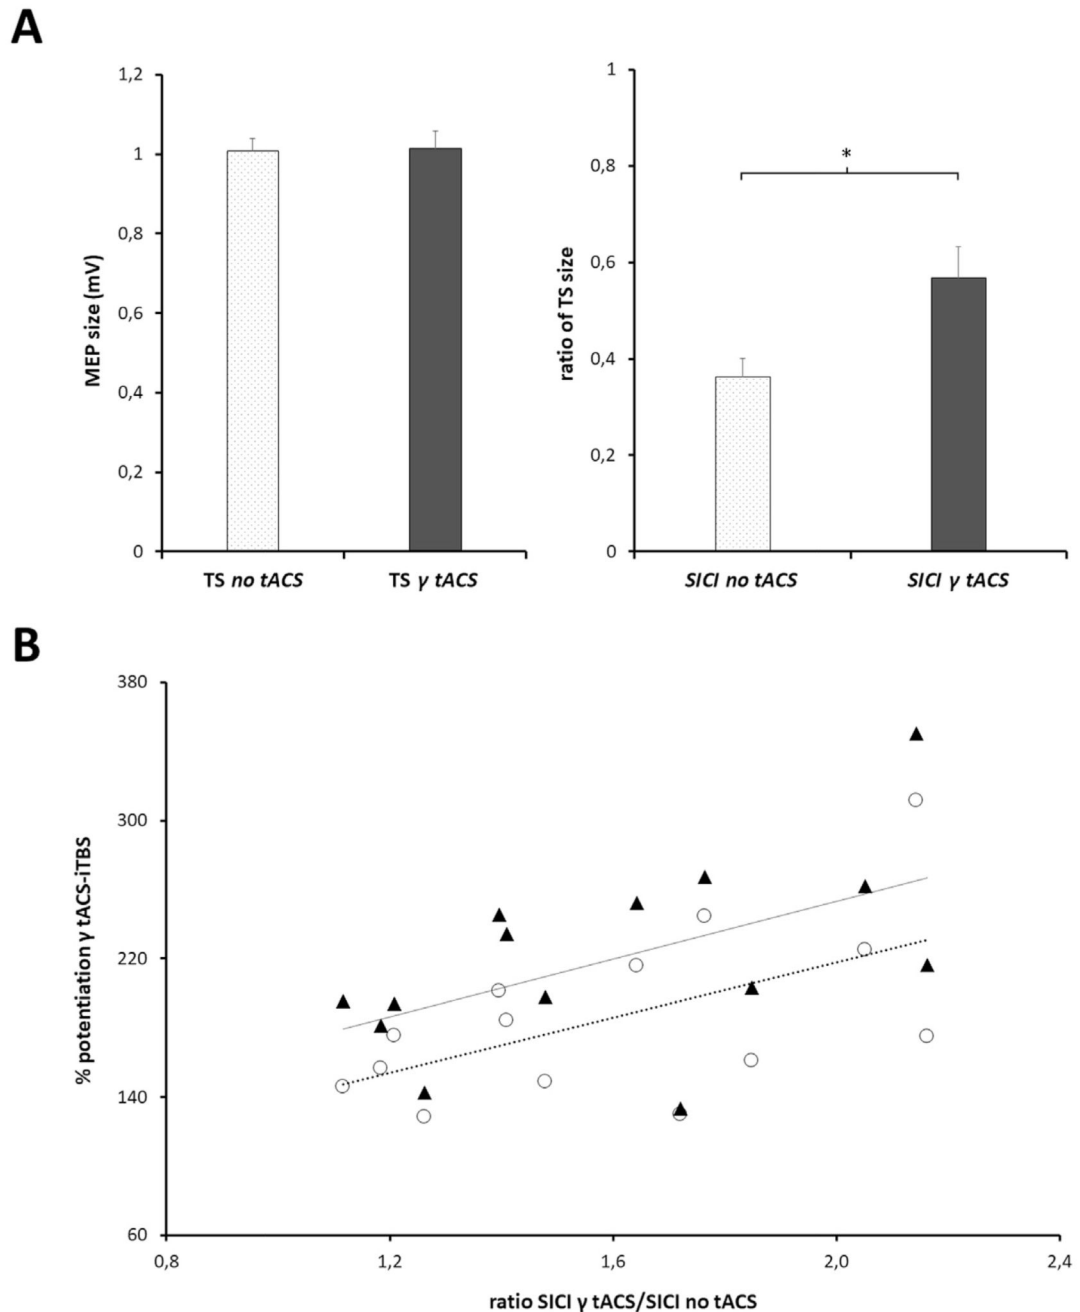 A
1,2
1
0,8
0,6
0,4
0,2
0
MEP size (mV)
TS no tACS
TS γ tACS
1
0,8
0,6
0,4
0,2
0
ratio of TS size
*
SICI no tACS
SICI γ tACS
B
380
300
220
140
60
% potentiation γ tACS-iTBS
0,8
1,2
1,6
2,0
2,4
ratio SICI γ tACS/SICI no tACS